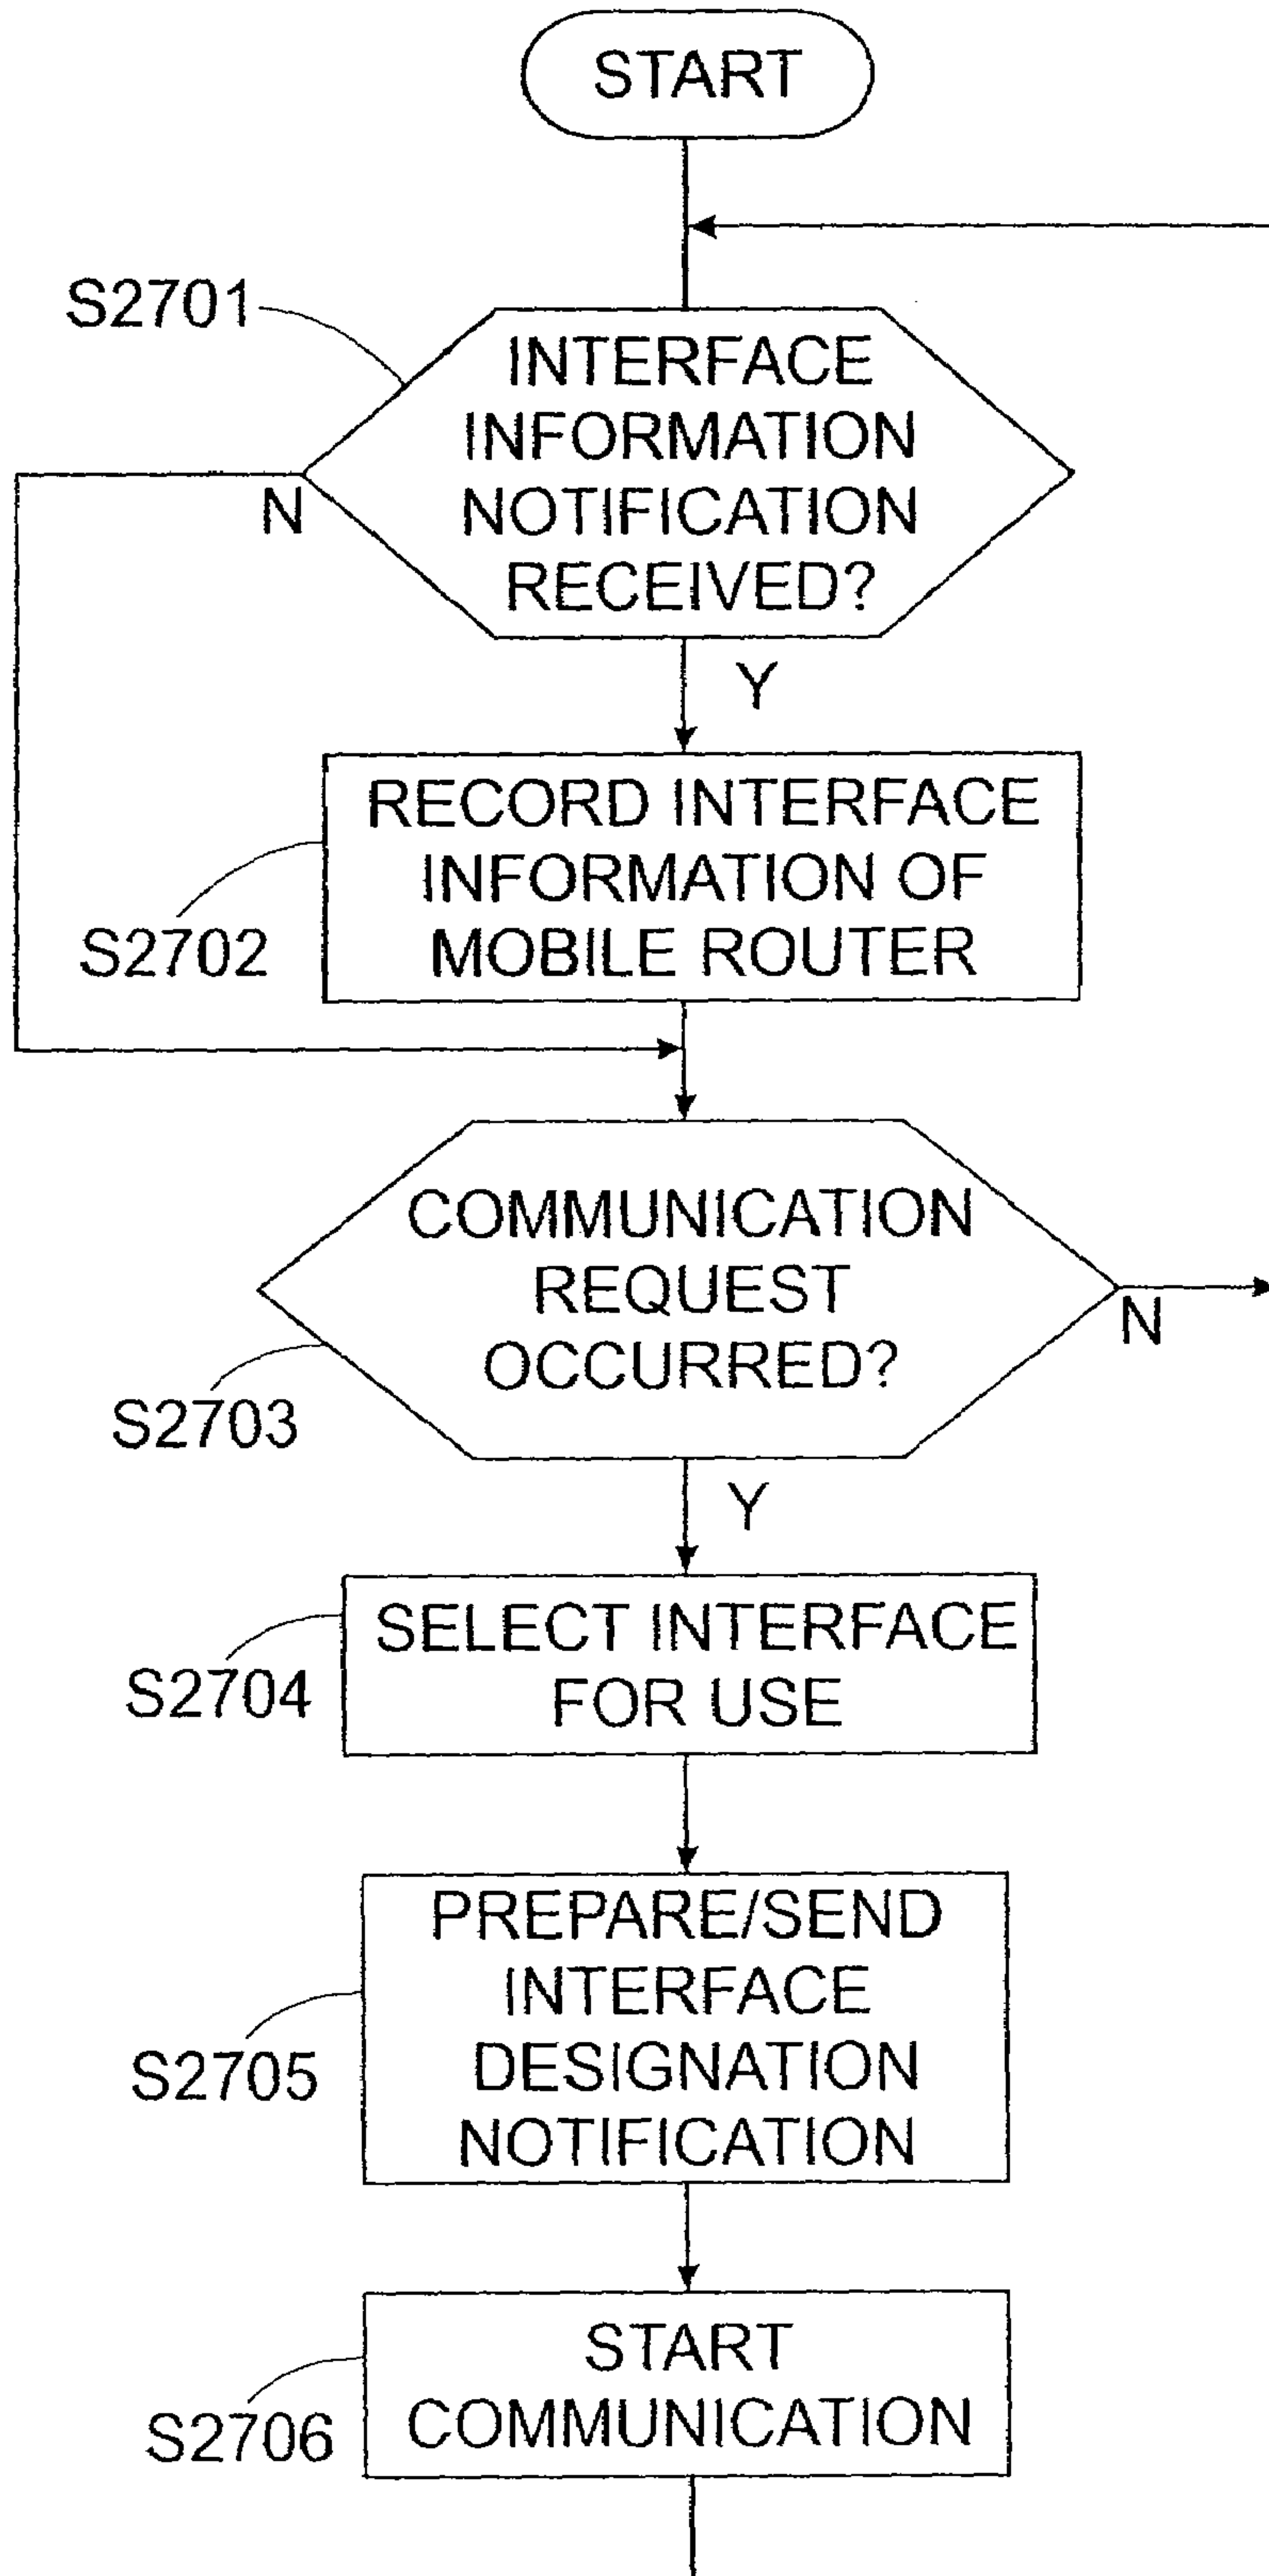 START
S2701
INTERFACE
INFORMATION
NOTIFICATION
RECEIVED?
N
Y
RECORD INTERFACE
INFORMATION OF
MOBILE ROUTER
S2702
COMMUNICATION
REQUEST
OCCURRED?
N
S2703
Y
SELECT INTERFACE
FOR USE
S2704
PREPARE/SEND
INTERFACE
DESIGNATION
NOTIFICATION
S2705
START
COMMUNICATION
S2706